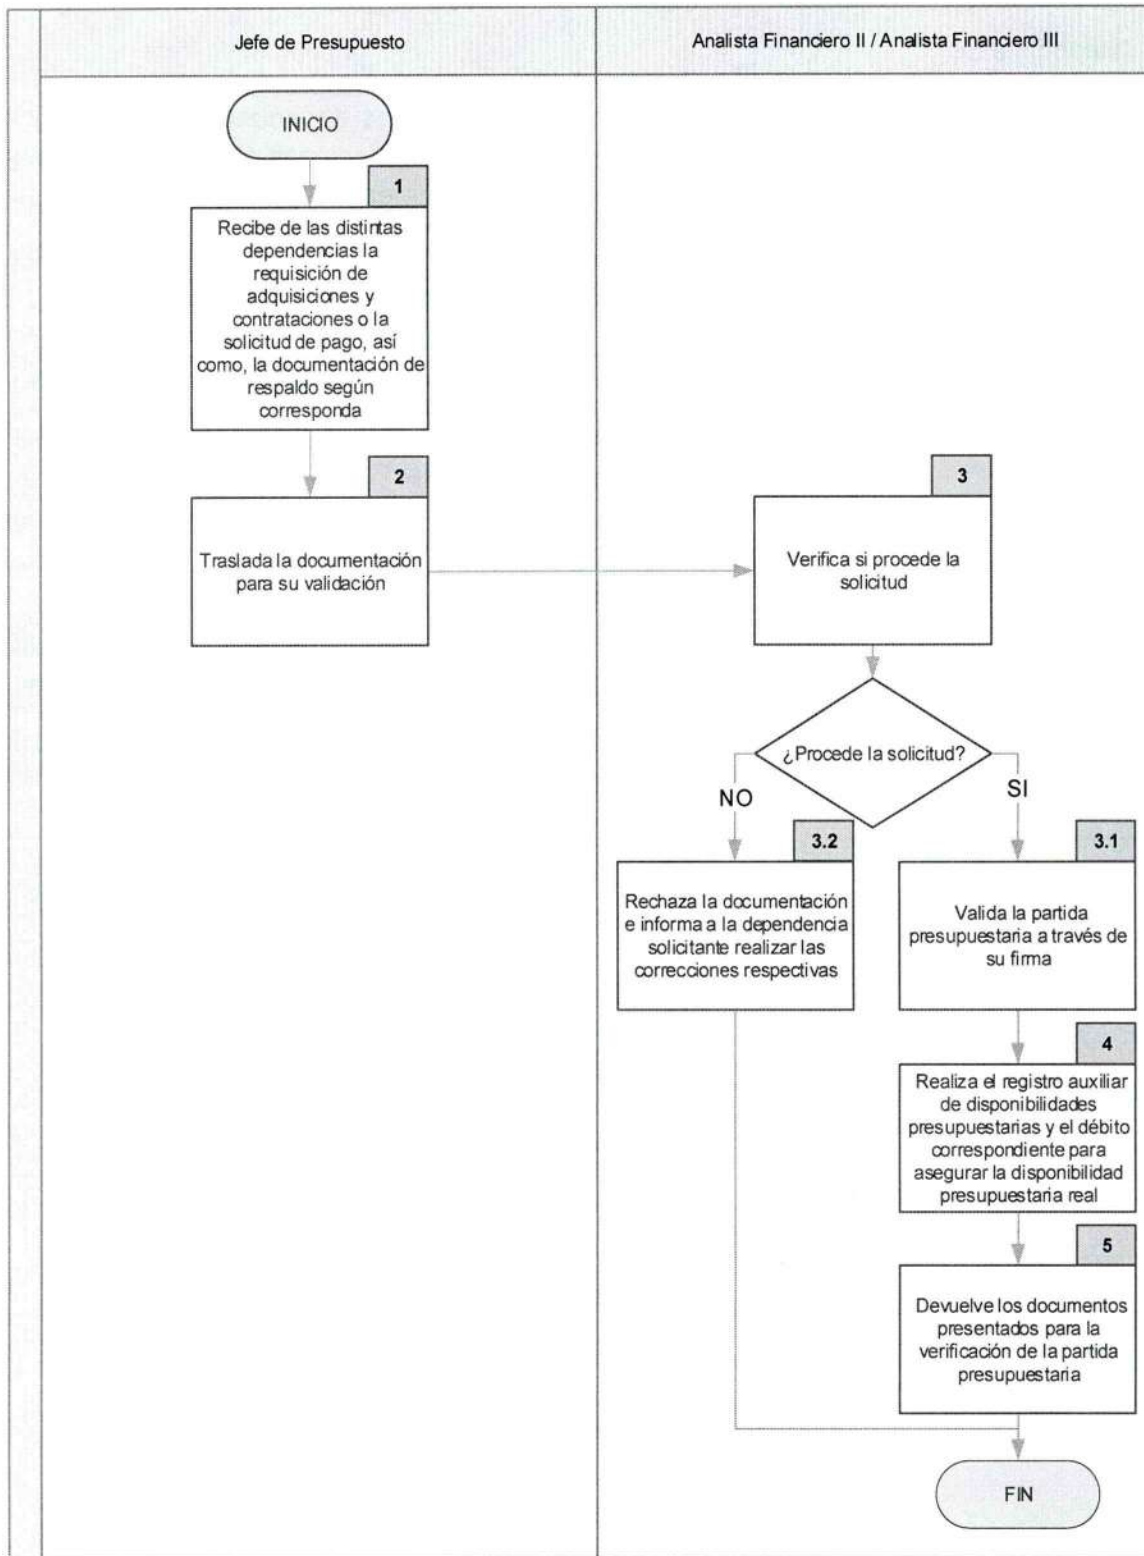 Jefe de Presupuesto
Analista Financiero II / Analista Financiero III
INICIO
1
Recibe de las distintas
dependencias la
requisición de
adquisiciones y
contrataciones o la
solicitud de pago, así
como, la documentación de
respaldo según
corresponda
2
Traslada la documentación
para su validación
3
Verifica si procede la
solicitud
¿Procede la solicitud?
NO
SI
3.2
Rechaza la documentación
e informa a la dependencia
solicitante realizar las
correcciones respectivas
3.1
Valida la partida
presupuestaria a través de
su firma
4
Realiza el registro auxiliar
de disponibilidades
presupuestarias y el débito
correspondiente para
asegurar la disponibilidad
presupuestaria real
5
Devuelve los documentos
presentados para la
verificación de la partida
presupuestaria
FIN